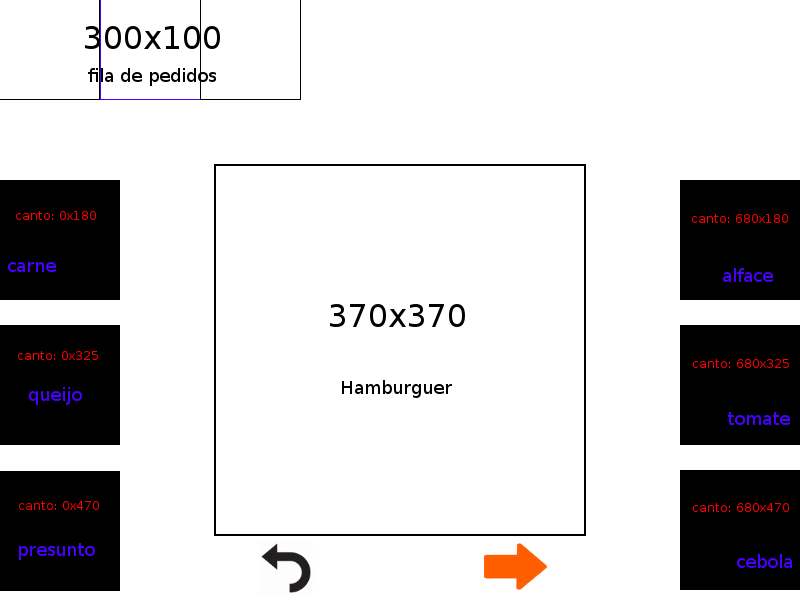 300x100
fila de pedidos
canto: 0x180
carne
canto: 680x180
alface
370x370
Hamburguer
canto: 0x325
queijo
canto: 680x325
tomate
canto: 0x470
presunto
canto: 680x470
cebola